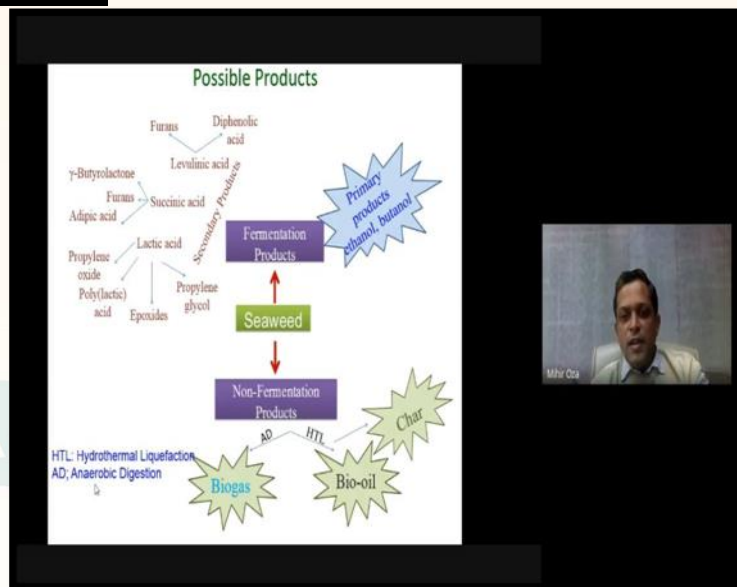 Possible Products
Furans
Diphenolic
acid
Levulinic acid
γ-Butyrolactone
Furans
Succinic acid
Adipic acid
Lactic acid
Propylene
oxide
Poly(lactic)
acid
Epoxides
Propylene
glycol
Secondary Products
Primary
products
ethanol, butanol
Fermentation
Products
Seaweed
Non-Fermentation
Products
AD
HTL
Char
Biogas
Bio-oil
HTL: Hydrothermal Liquefaction
AD; Anaerobic Digestion
Mihir Oza